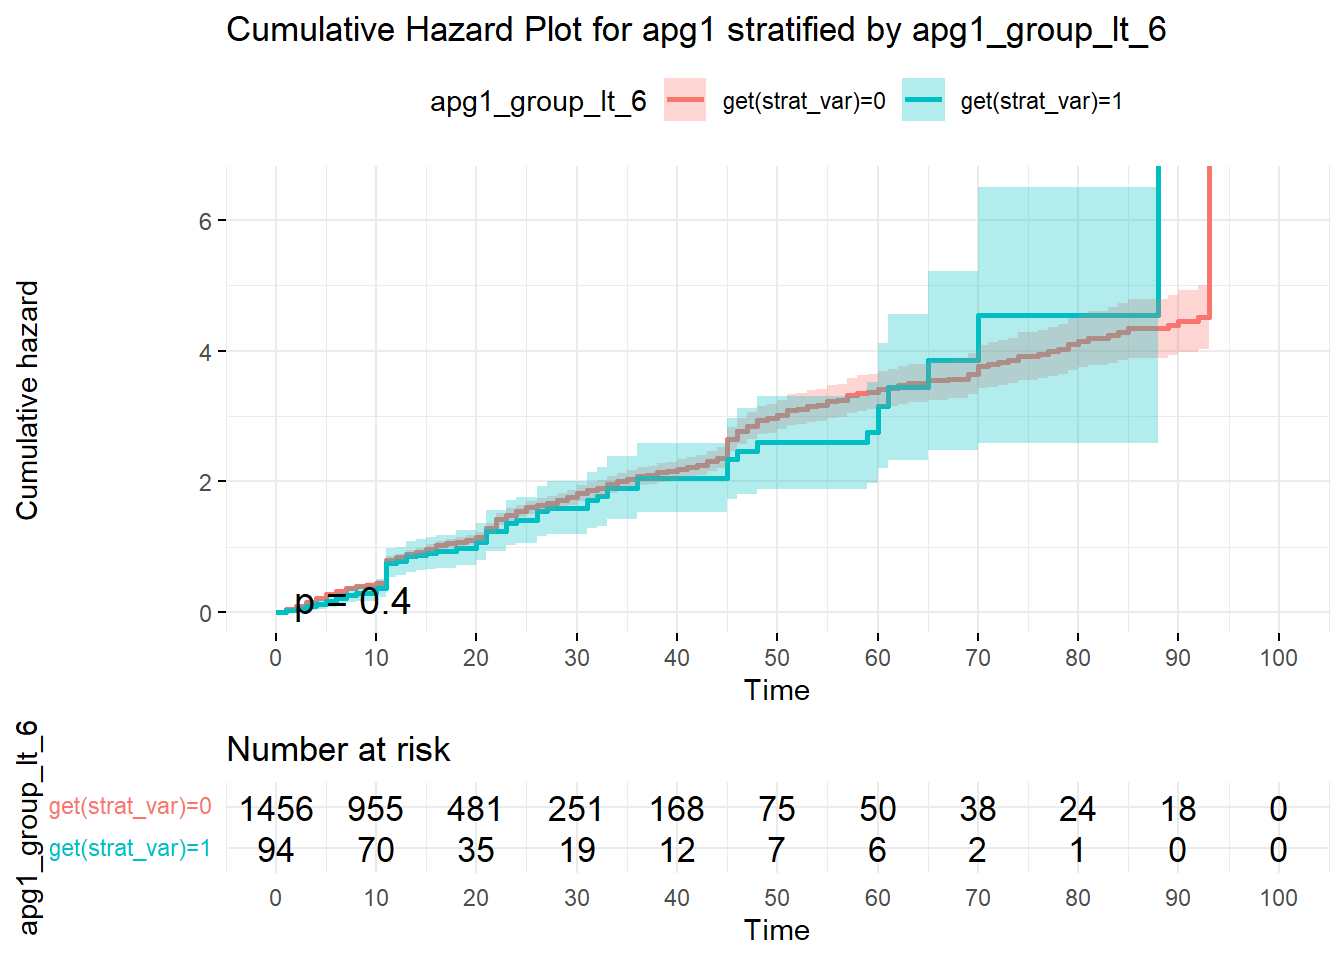 Cumulative Hazard Plot for apg1 stratified by apg1_group_lt_6
apg1_group_lt_6 get(strat_var)=0 get(strat_var)=1
Cumulative hazard
6
4
2
0
p = 0.4
0 10 20 30 40 50 60 70 80 90 100
Time
Number at risk
apg1_group_lt_6
get(strat_var)=0 1456 955 481 251 168 75 50 38 24 18 0
get(strat_var)=1 94 70 35 19 12 7 6 2 1 0 0
0 10 20 30 40 50 60 70 80 90 100
Time